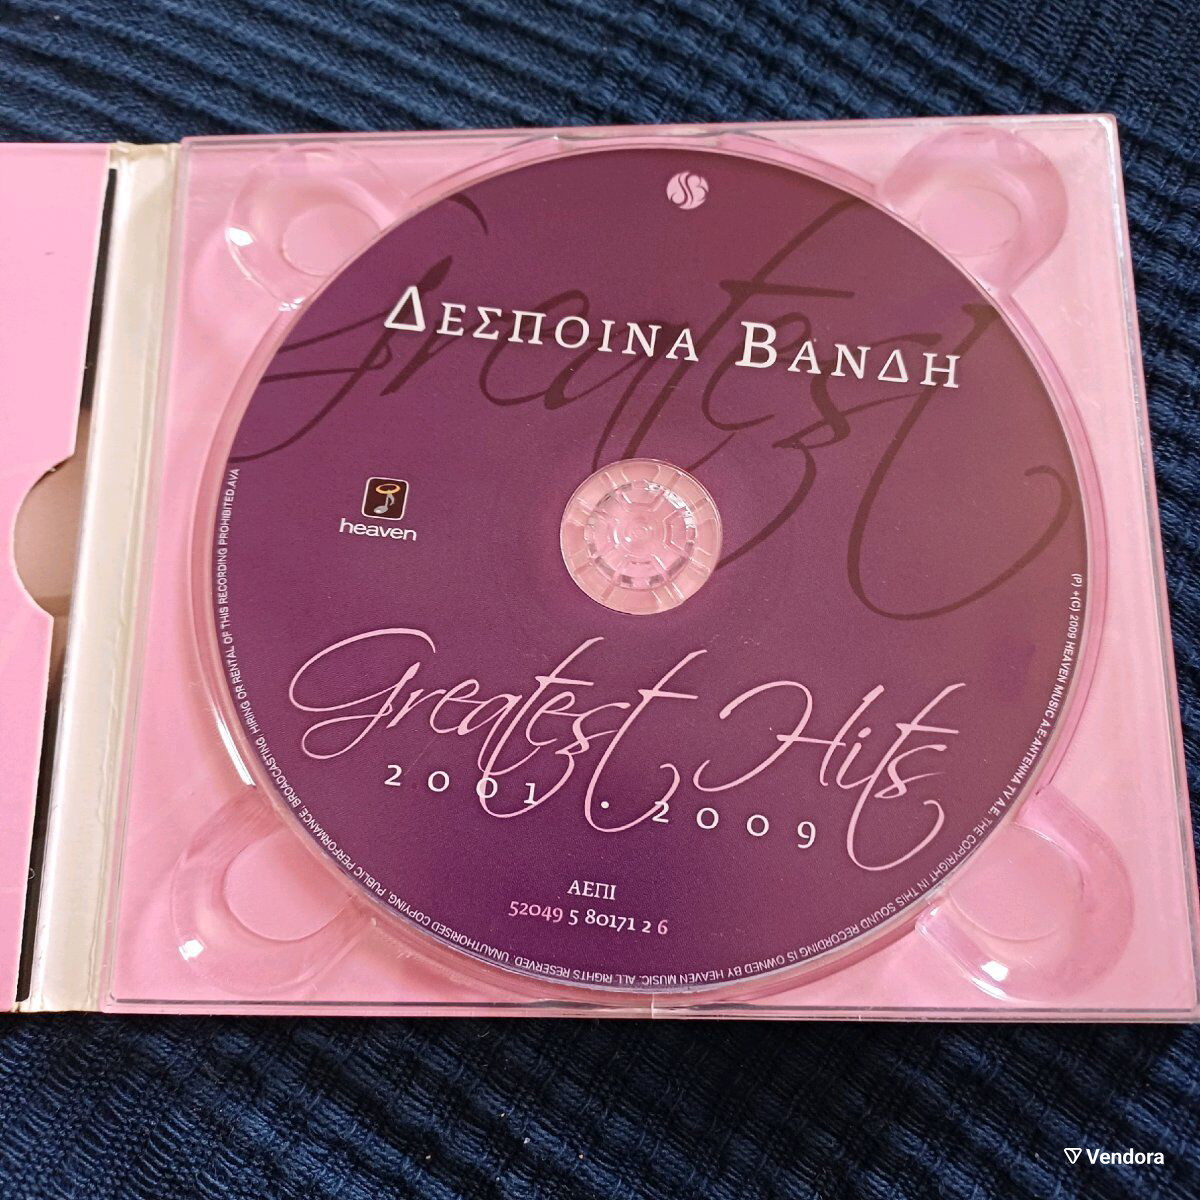 Greatest
ΔΕΣΠΟΙΝΑ ΒΑΝΔΗ
heaven
Greatest Hits
2001 . 2009
ΑΕΠΙ
52049 5 80171 2 6
(P) +(C) 2009 HEAVEN MUSIC A.E-ANTENNA TV A.E. THE COPYRIGHT IN THIS SOUND RECORDING IS OWNED BY HEAVEN MUSIC. ALL RIGHTS RESERVED. UNAUTHORISED COPYING, PUBLIC PERFORMANCE, BROADCASTING HIRING OR RENTAL OF THIS RECORDING PROHIBITED.AVA
Vendora